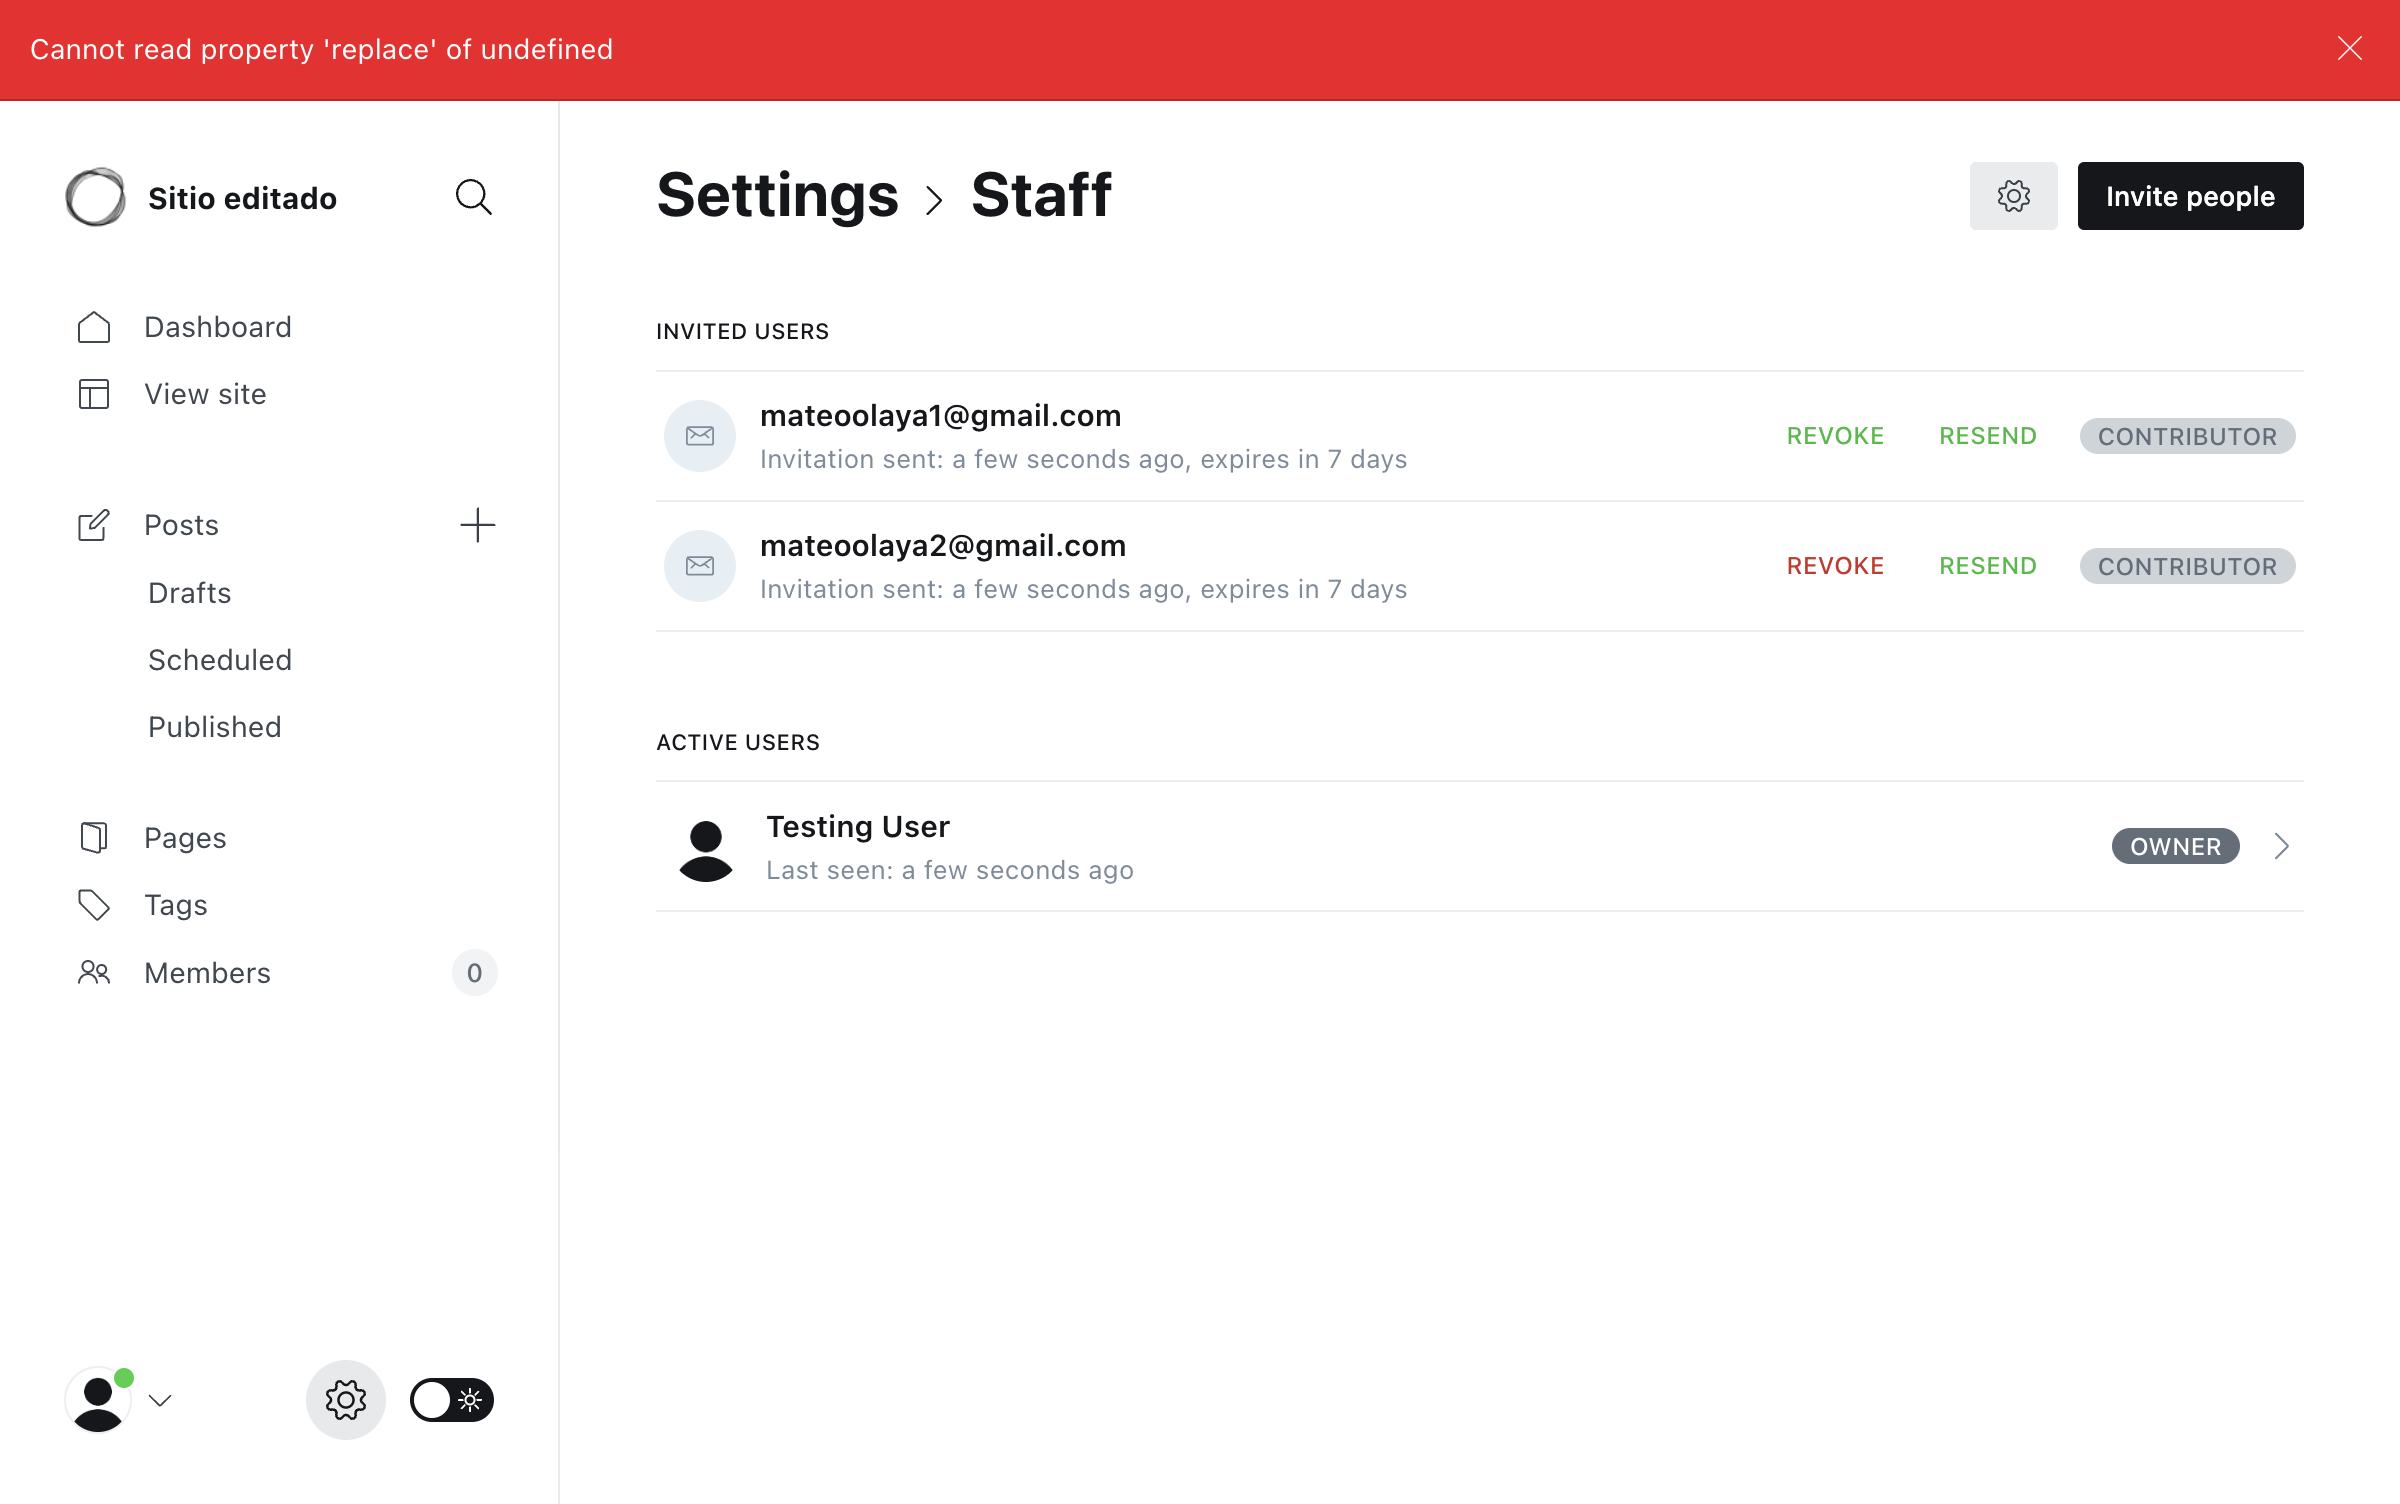 Cannot read property 'replace' of undefined
Sitio editado
Dashboard
View site
Posts
Drafts
Scheduled
Published
Pages
Tags
Members 0
Settings > Staff
Invite people
INVITED USERS
mateoolaya1@gmail.com
Invitation sent: a few seconds ago, expires in 7 days
REVOKE RESEND CONTRIBUTOR
mateoolaya2@gmail.com
Invitation sent: a few seconds ago, expires in 7 days
REVOKE RESEND CONTRIBUTOR
ACTIVE USERS
Testing User
Last seen: a few seconds ago
OWNER